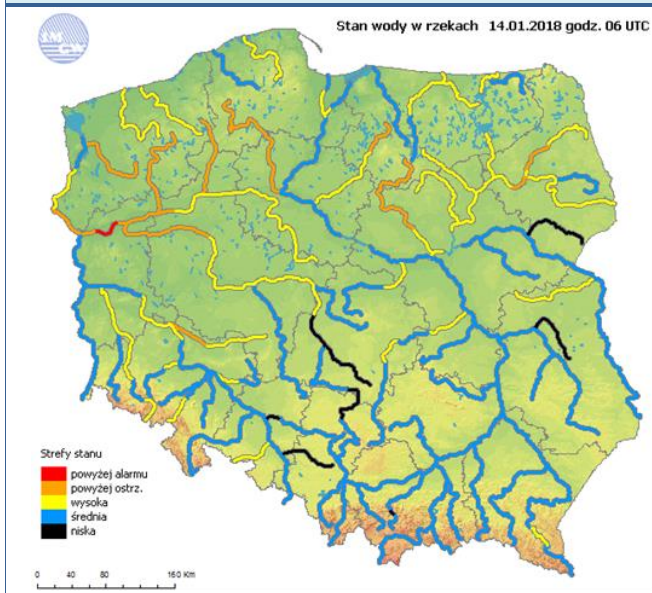 IMGW
Stan wody w rzekach 14.01.2018 godz. 06 UTC
Strefy stanu
powyżej alarmu
powyżej ostrz.
wysoka
średnia
niska
0 40 80 160 Km